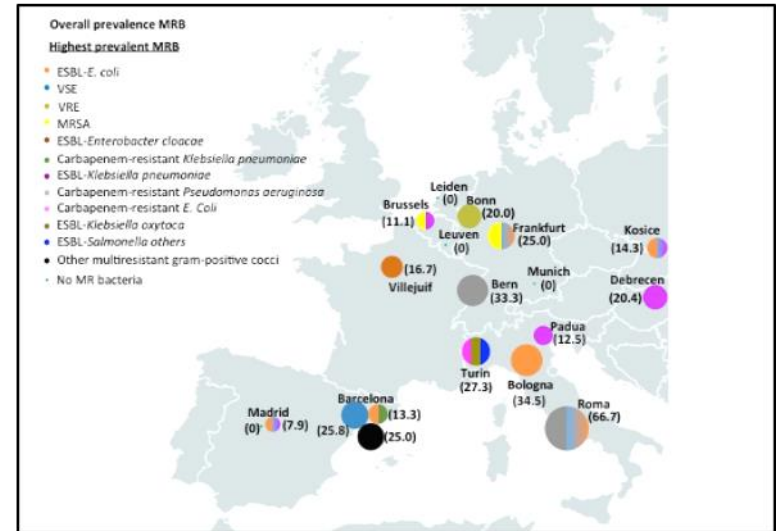 Overall prevalence MRB
Highest prevalent MRB
ESBL-E. coli
VSE
VRE
MRSA
ESBL-Enterobacter cloacae
Carbapenem-resistant Klebsiella pneumoniae
ESBL-Klebsiella pneumoniae
Carbapenem-resistant Pseudomonas aeruginosa
Carbapenem-resistant E. Coli
ESBL-Klebsiella oxytoca
ESBL-Salmonella others
Other multiresistant gram-positive cocci
No MR bacteria
Leiden
(0)
Bonn
(20.0)
Brussels
(11.1)
Leuven
(0)
Frankfurt
(25.0)
Kosice
(14.3)
(16.7)
Villejuif
Munich
(0)
Bern
(33.3)
Debrecen
(20.4)
Padua
(12.5)
Turin
(27.3)
Bologna
(34.5)
Roma
(66.7)
Barcelona
(13.3)
(25.8)
(25.0)
Madrid
(0)
(7.9)